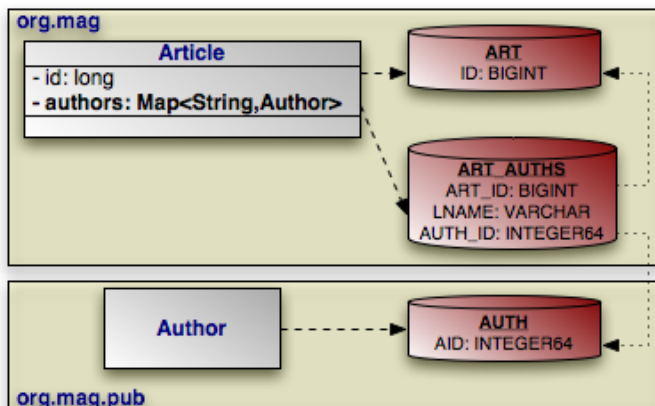 org.mag
Article
- id: long
- authors: Map<String,Author>
ART
ID: BIGINT
ART_AUTHS
ART_ID: BIGINT
LNAME: VARCHAR
AUTH_ID: INTEGER64
Author
AUTH
AID: INTEGER64
org.mag.pub